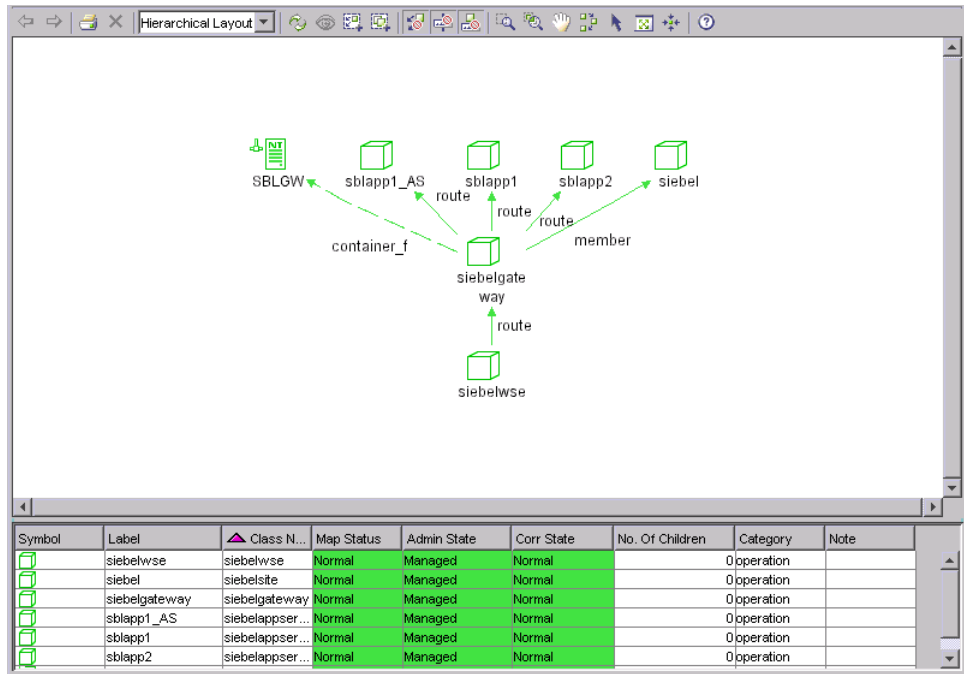 Hierarchical Layout
NT
SBLGW
sblapp1_AS
sblapp1
sblapp2
siebel
route
route
route
container_f
member
siebelgate
way
route
siebelwse
Symbol Label Class N... Map Status Admin State Corr State No. Of Children Category Note
siebelwse siebelwse Normal Managed Normal 0 operation
siebel siebelsite Normal Managed Normal 0 operation
siebelgateway siebelgateway Normal Managed Normal 0 operation
sblapp1_AS siebelappser... Normal Managed Normal 0 operation
sblapp1 siebelappser... Normal Managed Normal 0 operation
sblapp2 siebelappser... Normal Managed Normal 0 operation